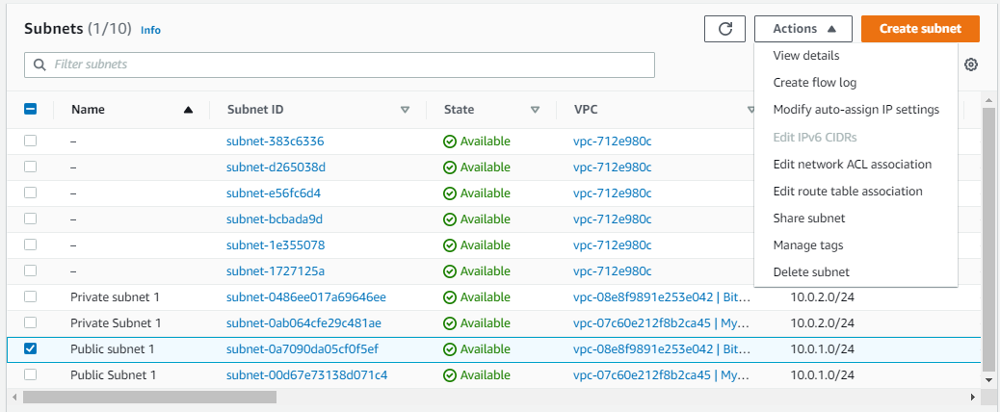 Subnets (1/10) Info
Actions
Create subnet
Filter subnets
View details
Create flow log
Modify auto-assign IP settings
Edit IPv6 CIDRs
Edit network ACL association
Edit route table association
Share subnet
Manage tags
Delete subnet
Name Subnet ID State VPC
– subnet-383c6336 Available vpc-712e980c
– subnet-d265038d Available vpc-712e980c
– subnet-e56fc6d4 Available vpc-712e980c
– subnet-bcbada9d Available vpc-712e980c
– subnet-1e355078 Available vpc-712e980c
– subnet-1727125a Available vpc-712e980c
Private subnet 1 subnet-0486ee017a69646ee Available vpc-08e8f9891e253e042 | Bit... 10.0.2.0/24
Private Subnet 1 subnet-0ab064cfe29c481ae Available vpc-07c60e212f8b2ca45 | My... 10.0.2.0/24
Public subnet 1 subnet-0a7090da05cf0f5ef Available vpc-08e8f9891e253e042 | Bit... 10.0.1.0/24
Public Subnet 1 subnet-00d67e73138d071c4 Available vpc-07c60e212f8b2ca45 | My... 10.0.1.0/24